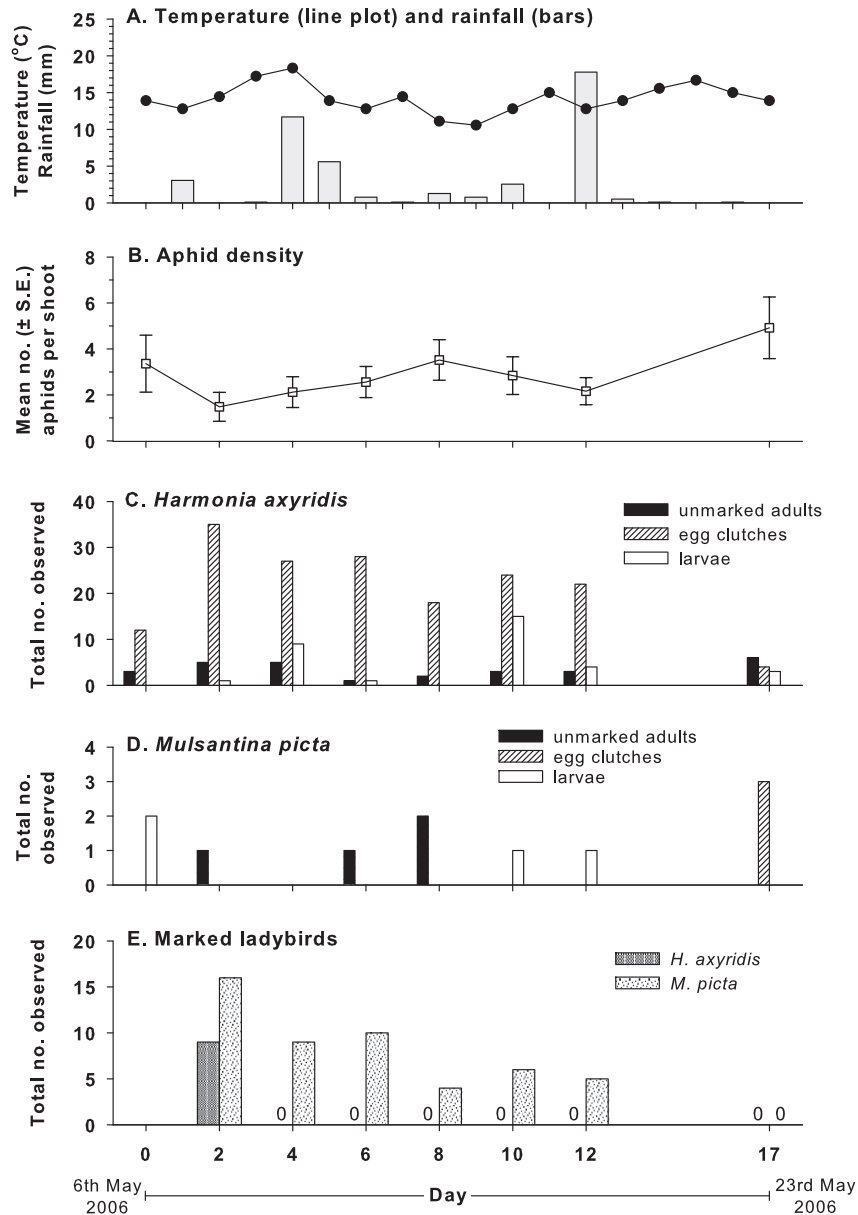 A. Temperature (line plot) and rainfall (bars)
Temperature (°C)
Rainfall (mm)
25
20
15
10
5
0
B. Aphid density
Mean no. (± S.E.)
aphids per shoot
8
6
4
2
0
C. Harmonia axyridis
unmarked adults
egg clutches
larvae
Total no. observed
40
30
20
10
0
D. Mulsantina picta
unmarked adults
egg clutches
larvae
Total no.
observed
4
3
2
1
0
E. Marked ladybirds
H. axyridis
M. picta
Total no. observed
20
15
10
5
0
0 0 0 0 0 0 0
0 2 4 6 8 10 12 17
6th May
2006
Day
23rd May
2006